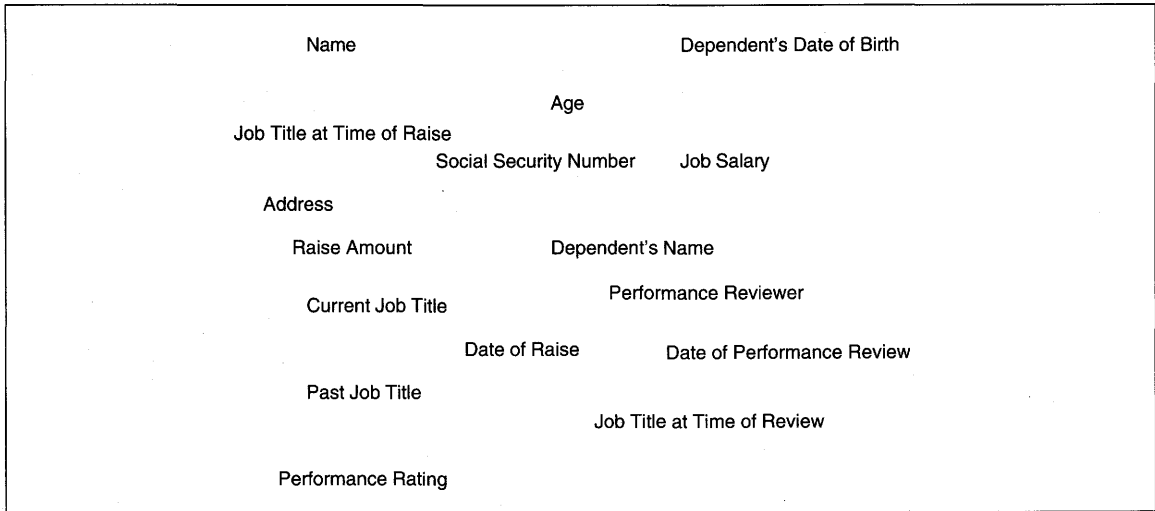 Name Dependent's Date of Birth
Age
Job Title at Time of Raise
Social Security Number Job Salary
Address
Raise Amount Dependent's Name
Performance Reviewer
Current Job Title
Date of Raise Date of Performance Review
Past Job Title
Job Title at Time of Review
Performance Rating